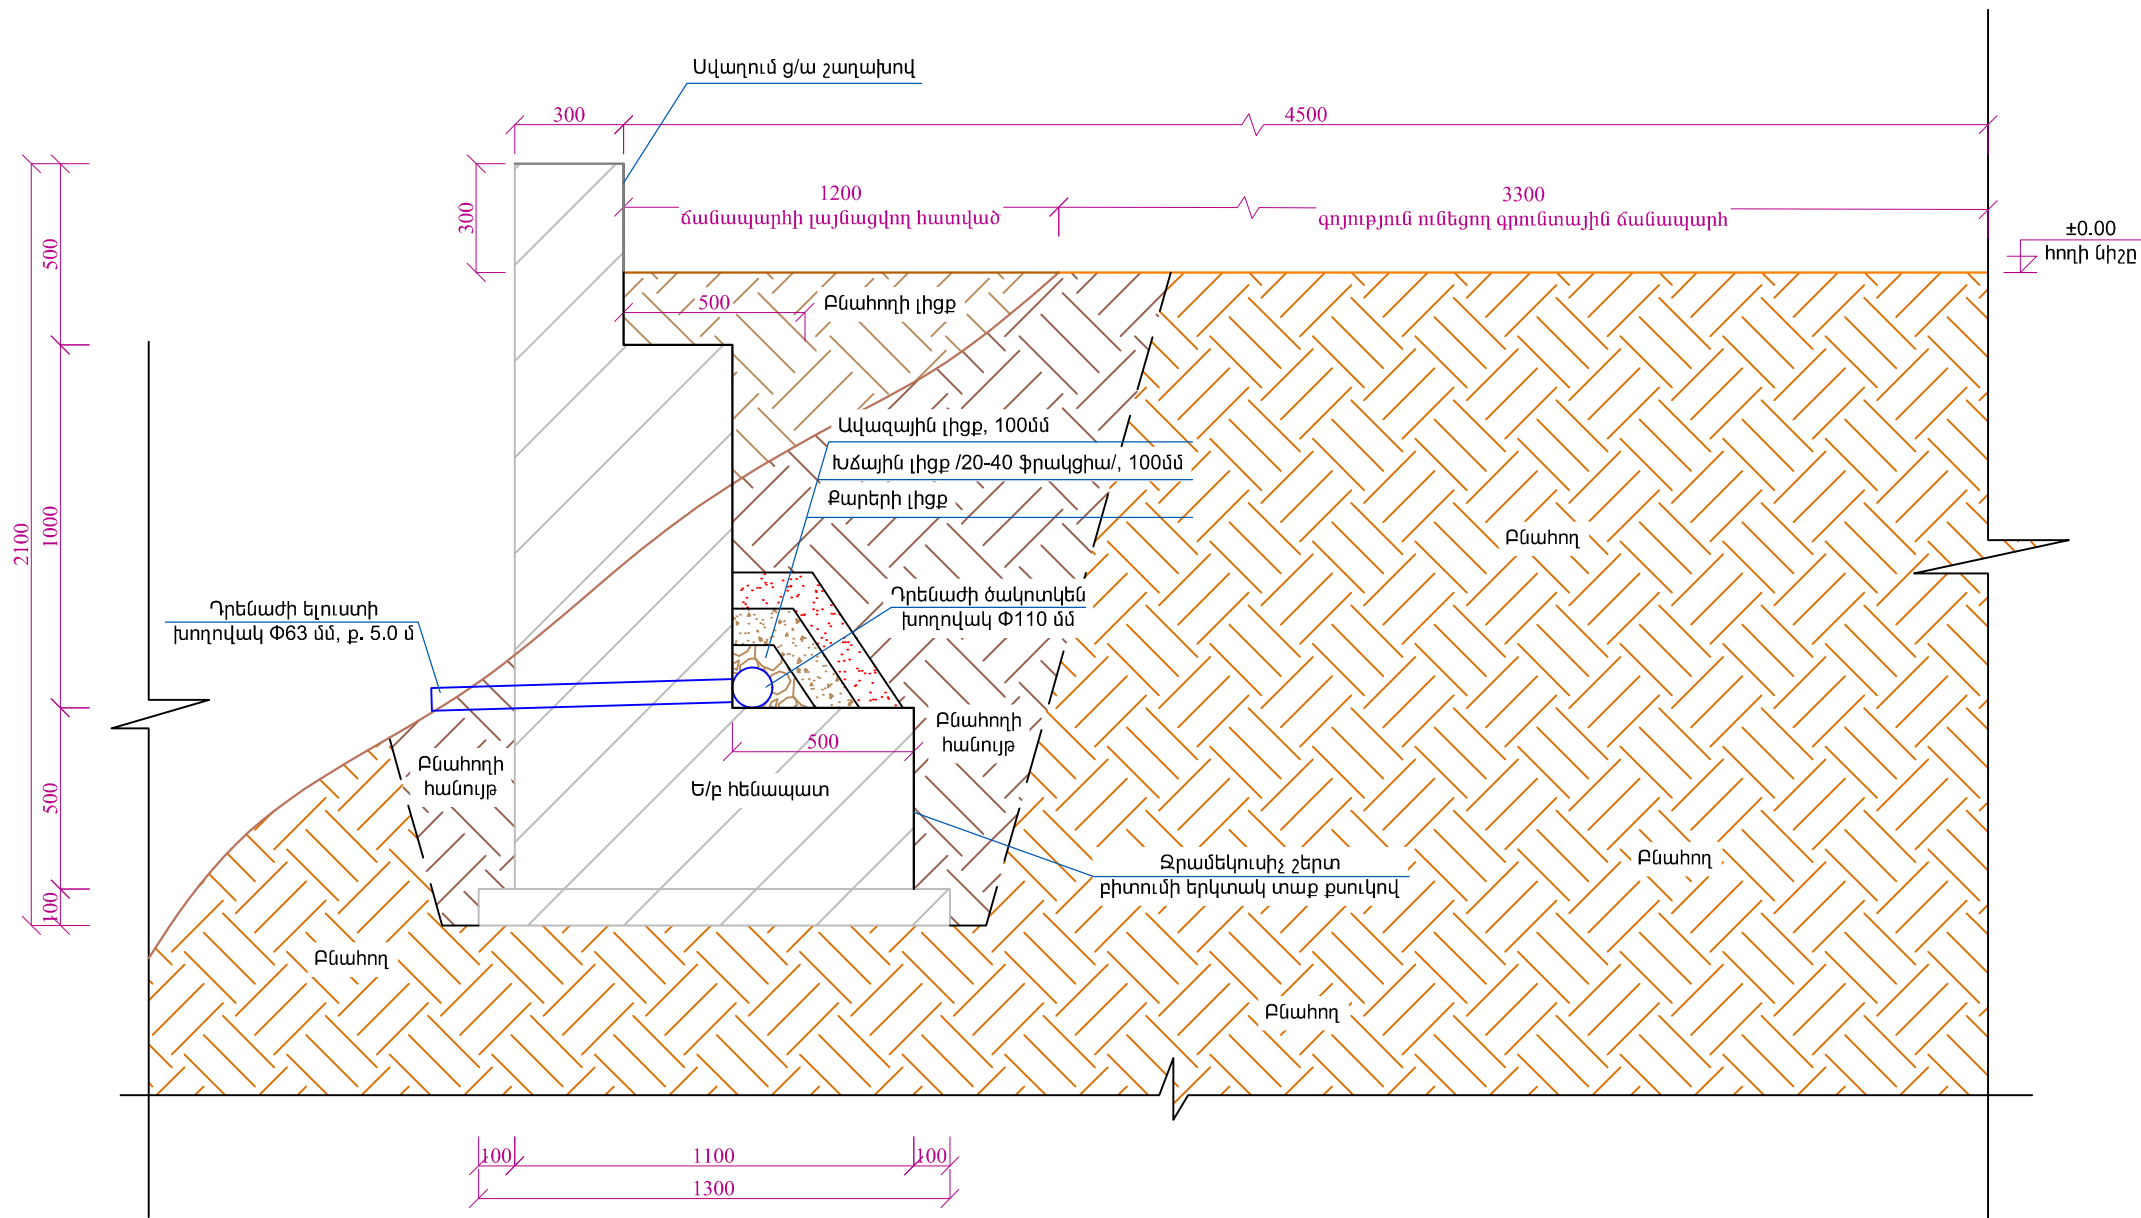 Սվաղում ց/ա շաղախով
300
4500
300
1200
ճանապարհի լայնացվող հատված
3300
գոյություն ունեցող գրունտային ճանապարհ
±0.00
հողի նիշը
500
500
Բնահողի լիցք
Ավազային լիցք, 100մմ
Խճային լիցք /20-40 ֆրակցիա/, 100մմ
Քարերի լիցք
2100
1000
Բնահող
Դրենաժի ելուստի
խողովակ Φ63 մմ, ք. 5.0 մ
Դրենաժի ծակոտկեն
խողովակ Φ110 մմ
Բնահողի
հանույթ
500
Բնահողի
հանույթ
Ե/բ հենապատ
500
Ջրամեկուսիչ շերտ
բիտումի երկտակ տաք քսուկով
Բնահող
100
Բնահող
Բնահող
100
1100
100
1300